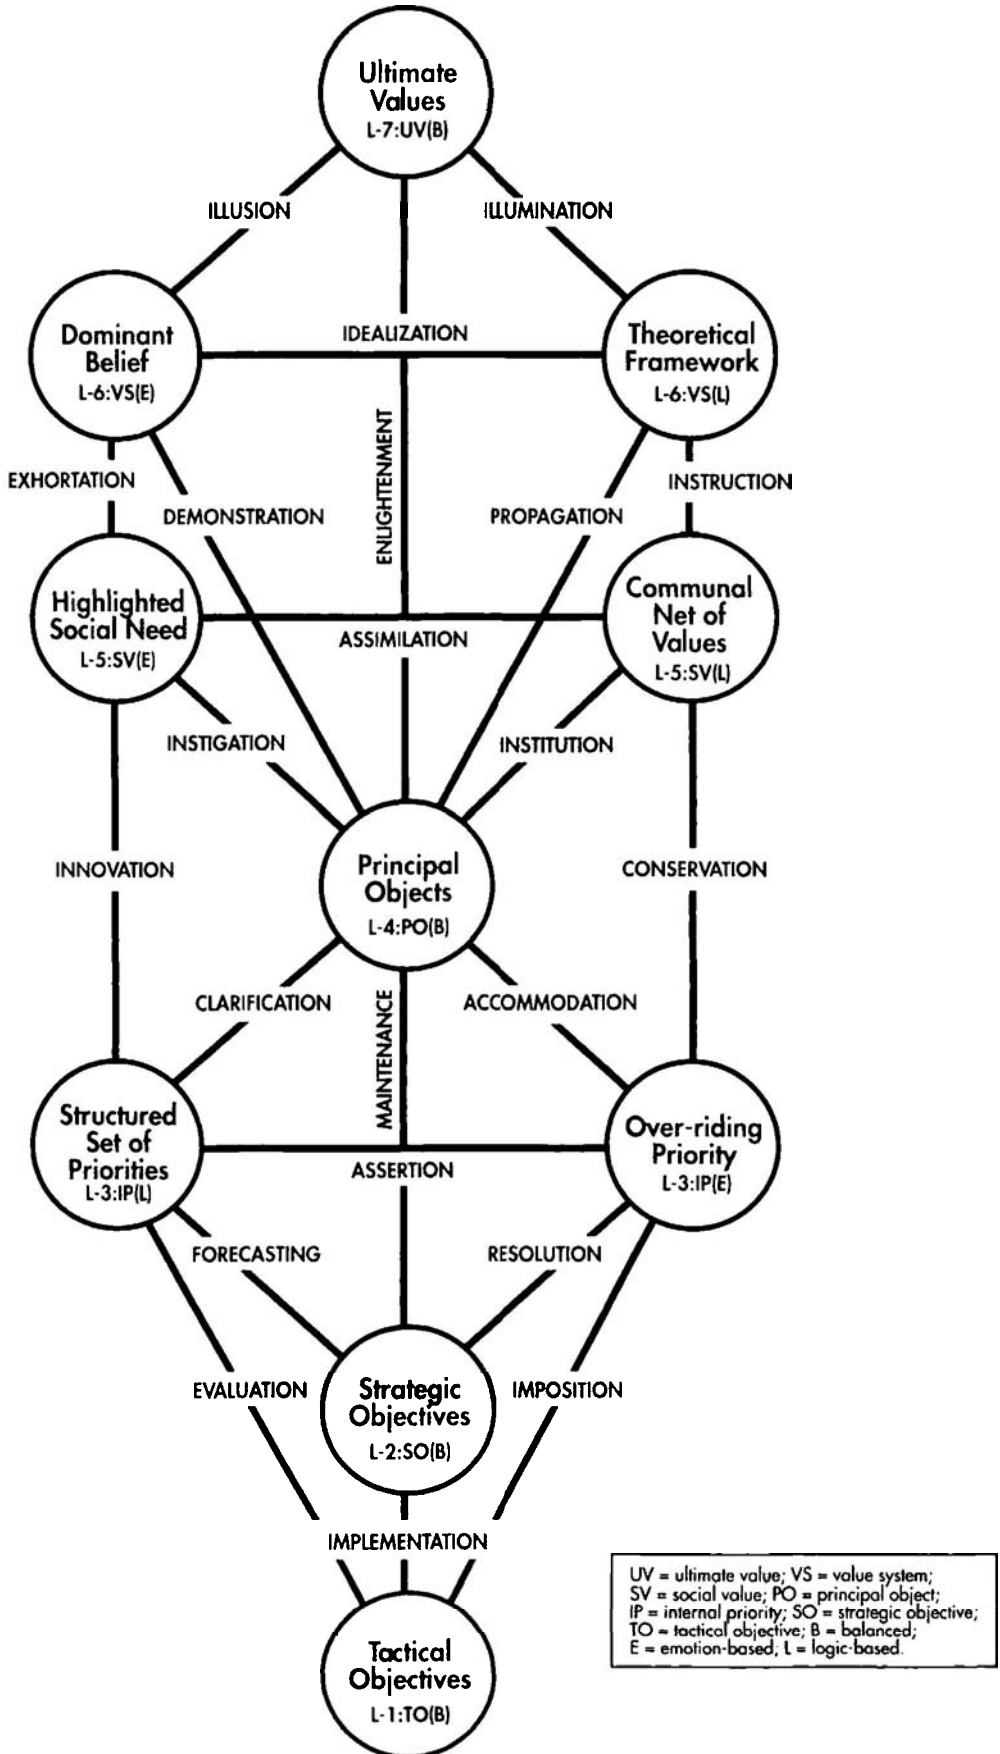 Ultimate
Values
L-7:UV(B)
ILLUSION
ILLUMINATION
Dominant
Belief
L-6:VS(E)
IDEALIZATION
Theoretical
Framework
L-6:VS(L)
EXHORTATION
DEMONSTRATION
ENLIGHTENMENT
PROPAGATION
INSTRUCTION
Highlighted
Social Need
L-5:SV(E)
ASSIMILATION
Communal
Net of
Values
L-5:SV(L)
INSTIGATION
INSTITUTION
INNOVATION
Principal
Objects
L-4:PO(B)
CONSERVATION
CLARIFICATION
MAINTENANCE
ACCOMMODATION
Structured
Set of
Priorities
L-3:IP(L)
ASSERTION
Over-riding
Priority
L-3:IP(E)
FORECASTING
RESOLUTION
EVALUATION
Strategic
Objectives
L-2:SO(B)
IMPOSITION
IMPLEMENTATION
Tactical
Objectives
L-1:TO(B)
UV = ultimate value; VS = value system;
SV = social value; PO = principal object;
IP = internal priority; SO = strategic objective;
TO = tactical objective; B = balanced;
E = emotion-based; L = logic-based.